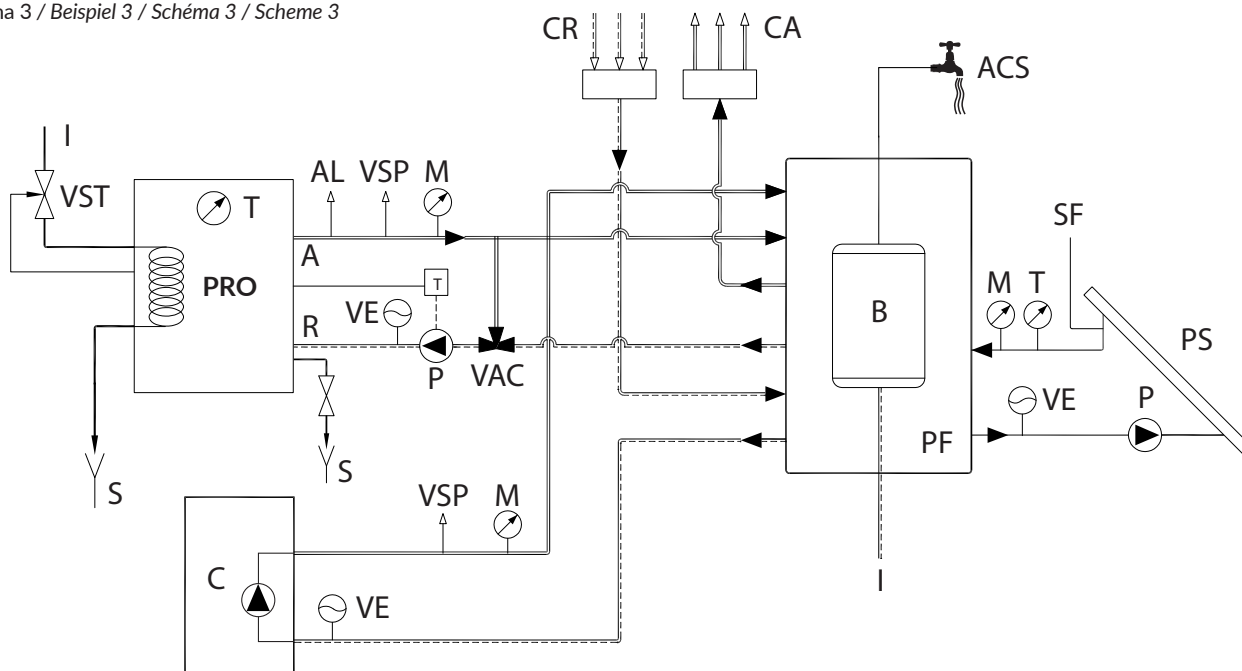 na 3 / Beispiel 3 / Schéma 3 / Scheme 3
CR
CA
ACS
I
VST
T
AL
VSP
M
A
PRO
T
R
VE
P
VAC
S
S
B
PF
I
SF
M
T
PS
VE
P
VSP
M
C
VE